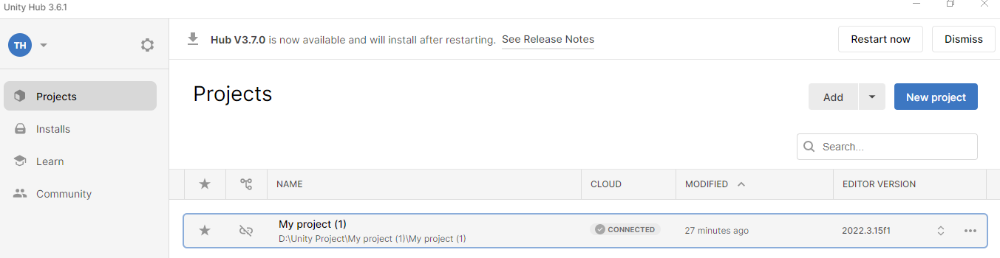 Unity Hub 3.6.1
TH
Hub V3.7.0 is now available and will install after restarting. See Release Notes
Restart now
Dismiss
Projects
Installs
Learn
Community
Projects
Add
New project
Search...
NAME
CLOUD
MODIFIED
EDITOR VERSION
My project (1)
D:\Unity Project\My project (1)\My project (1)
CONNECTED
27 minutes ago
2022.3.15f1